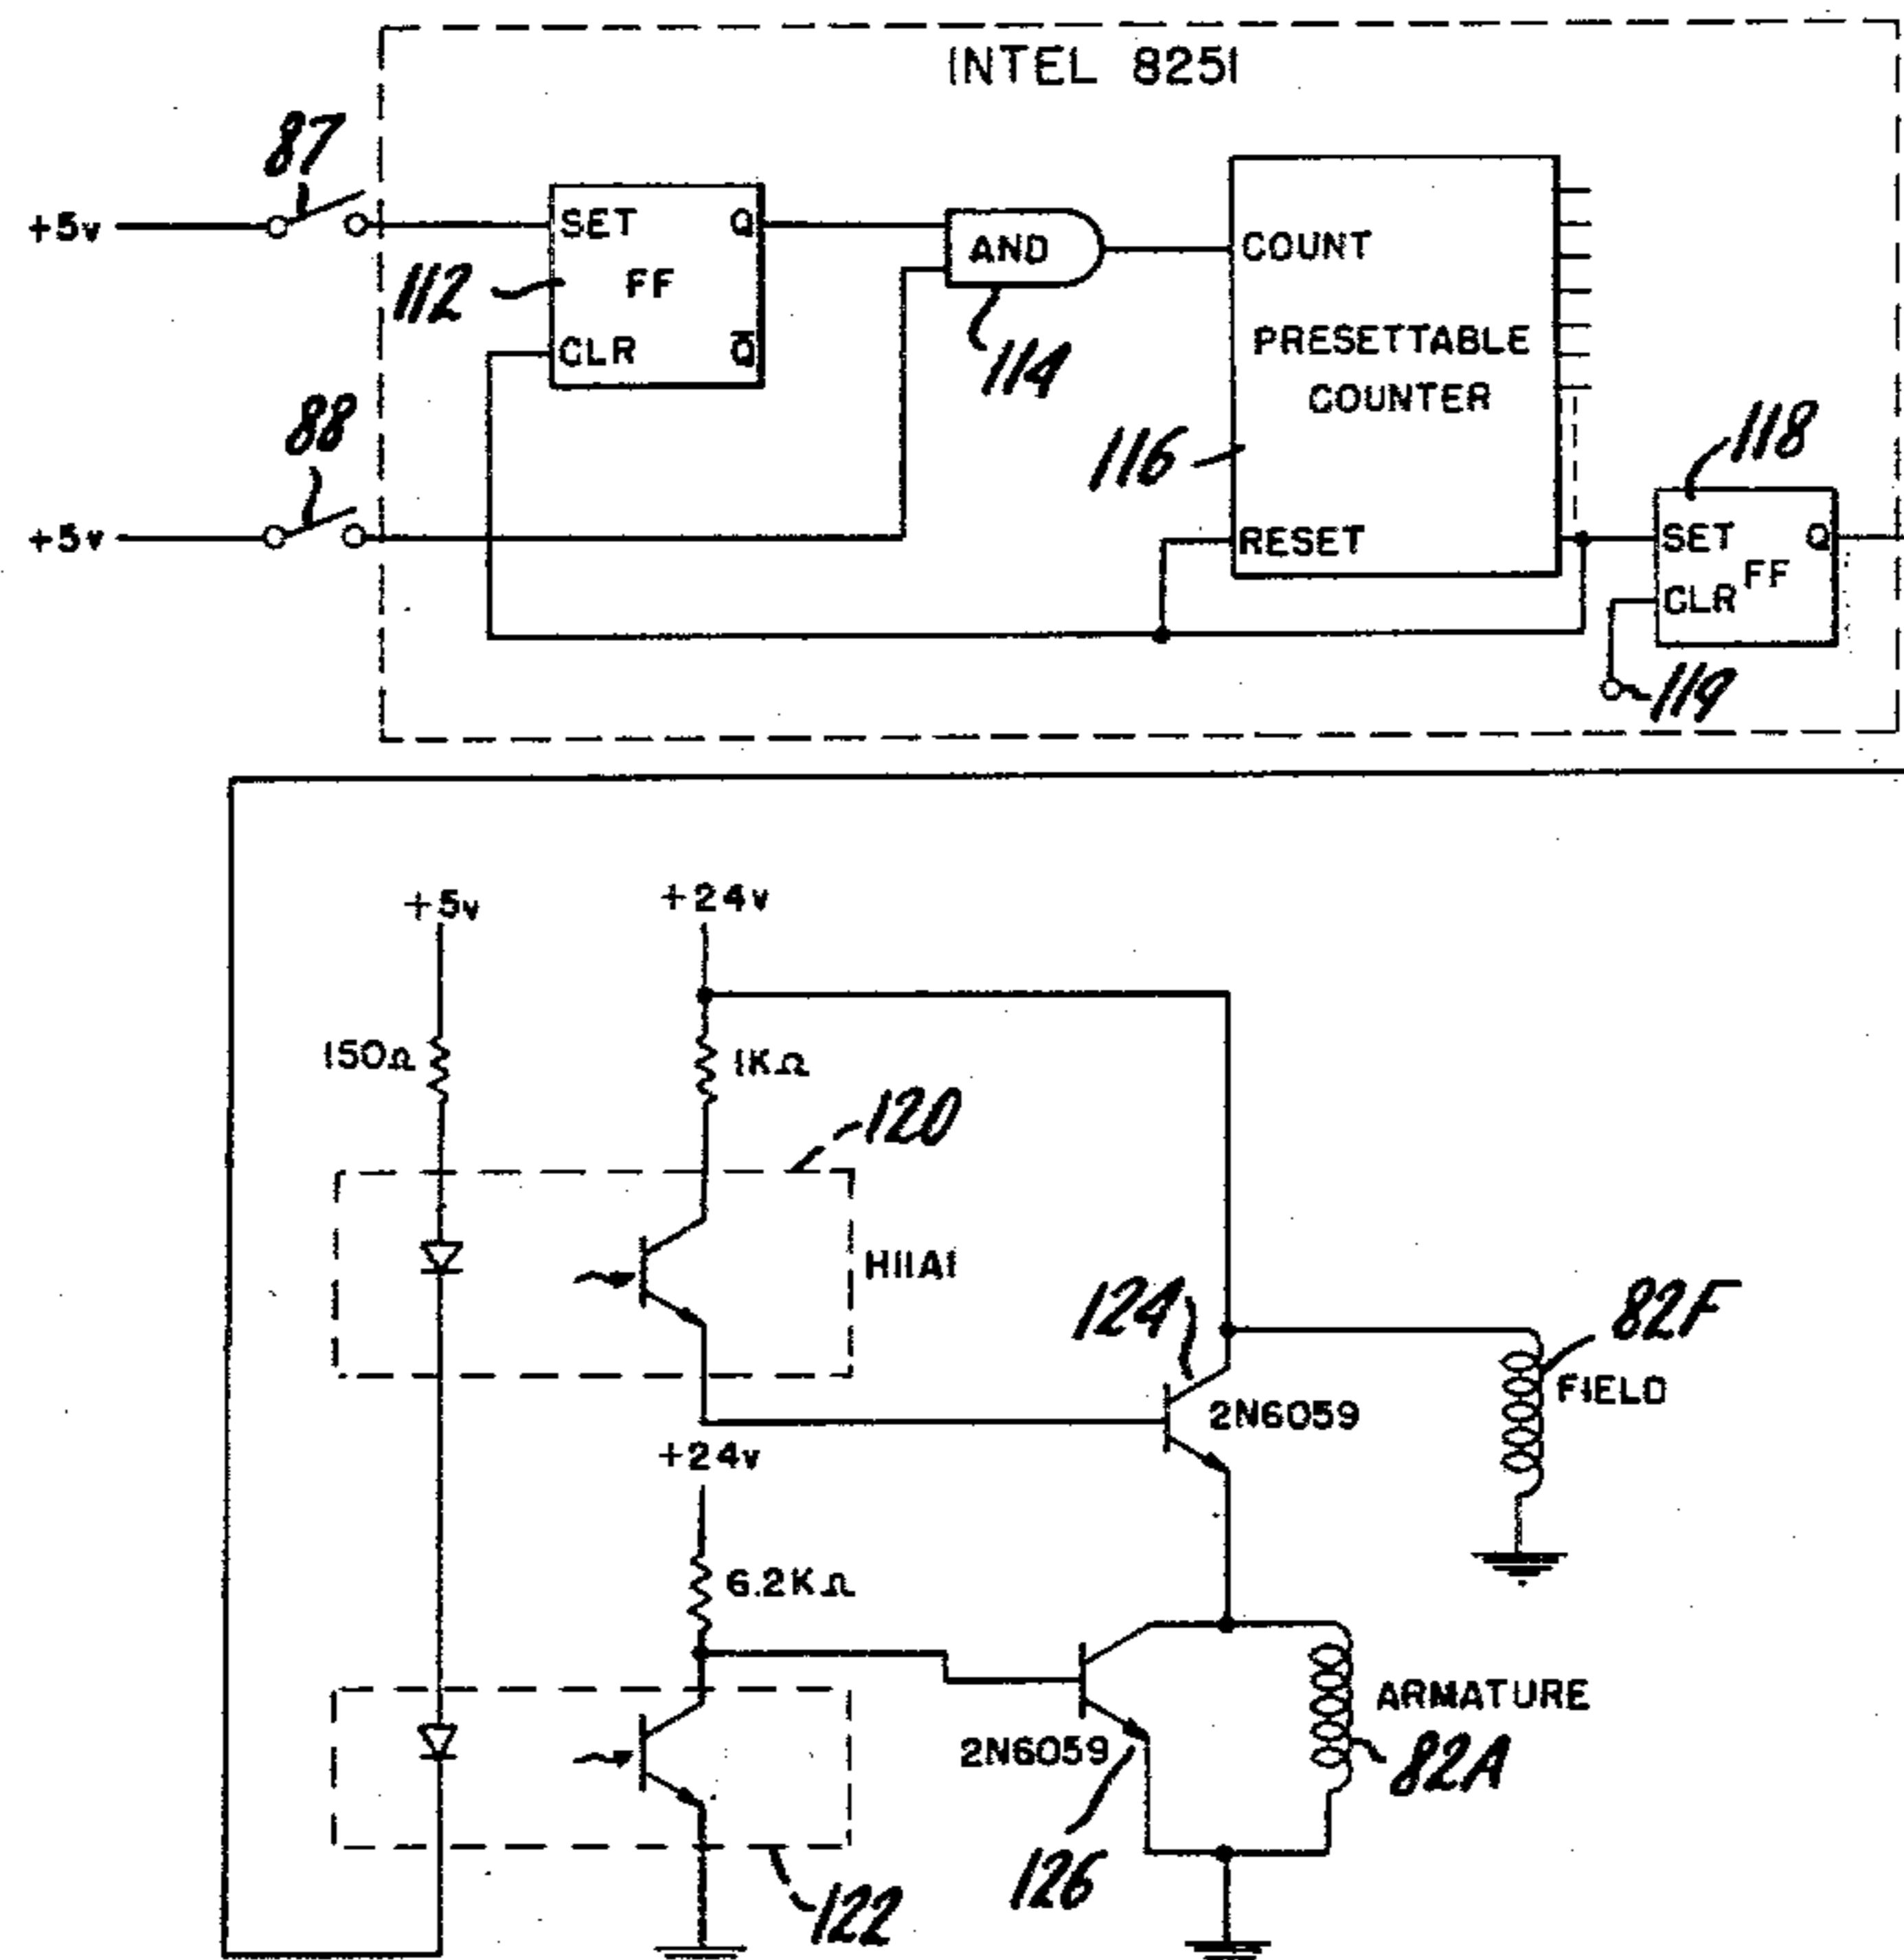 INTEL 8251
87
+5v
SET
Q
FF
112
CLR
Q̅
AND
114
COUNT
PRESETTABLE
COUNTER
116
RESET
88
+5v
118
SET
Q
FF
CLR
119
+5v
+24v
150Ω
1KΩ
120
H11A1
124
2N6059
82F
FIELD
+24v
6.2KΩ
2N6059
126
ARMATURE
82A
122